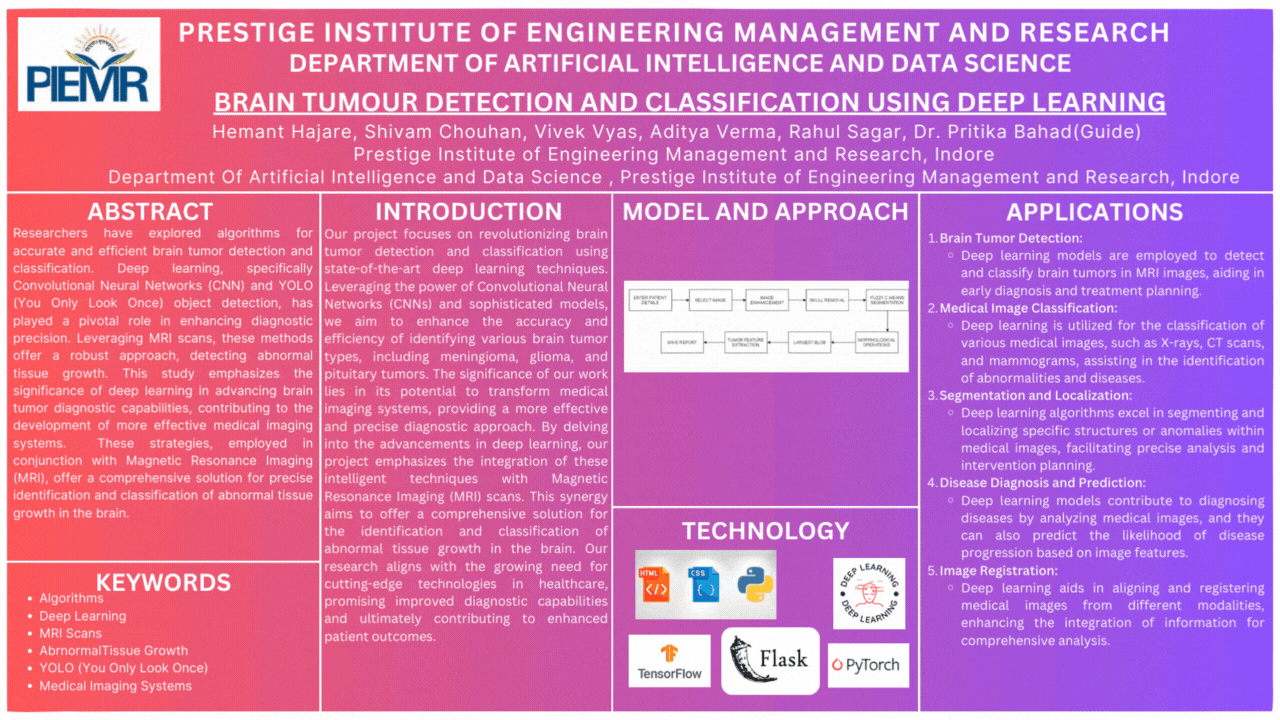 PIEMR
PRESTIGE INSTITUTE OF ENGINEERING MANAGEMENT AND RESEARCH
DEPARTMENT OF ARTIFICIAL INTELLIGENCE AND DATA SCIENCE
BRAIN TUMOUR DETECTION AND CLASSIFICATION USING DEEP LEARNING
Hemant Hajare, Shivam Chouhan, Vivek Vyas, Aditya Verma, Rahul Sagar, Dr. Pritika Bahad(Guide)
Prestige Institute of Engineering Management and Research, Indore
Department Of Artificial Intelligence and Data Science , Prestige Institute of Engineering Management and Research, Indore
ABSTRACT
Researchers have explored algorithms for
accurate and efficient brain tumor detection and
classification. Deep learning, specifically
Convolutional Neural Networks (CNN) and YOLO
(You Only Look Once) object detection, has
played a pivotal role in enhancing diagnostic
precision. Leveraging MRI scans, these methods
offer a robust approach, detecting abnormal
tissue growth. This study emphasizes the
significance of deep learning in advancing brain
tumor diagnostic capabilities, contributing to the
development of more effective medical imaging
systems. These strategies, employed in
conjunction with Magnetic Resonance Imaging
(MRI), offer a comprehensive solution for precise
identification and classification of abnormal tissue
growth in the brain.
KEYWORDS
• Algorithms
• Deep Learning
• MRI Scans
• AbrnormalTissue Growth
• YOLO (You Only Look Once)
• Medical Imaging Systems
INTRODUCTION
Our project focuses on revolutionizing brain
tumor detection and classification using
state-of-the-art deep learning techniques.
Leveraging the power of Convolutional Neural
Networks (CNNs) and sophisticated models,
we aim to enhance the accuracy and
efficiency of identifying various brain tumor
types, including meningioma, glioma, and
pituitary tumors. The significance of our work
lies in its potential to transform medical
imaging systems, providing a more effective
and precise diagnostic approach. By delving
into the advancements in deep learning, our
project emphasizes the integration of these
intelligent techniques with Magnetic
Resonance Imaging (MRI) scans. This synergy
aims to offer a comprehensive solution for
the identification and classification of
abnormal tissue growth in the brain. Our
research aligns with the growing need for
cutting-edge technologies in healthcare,
promising improved diagnostic capabilities
and ultimately contributing to enhanced
patient outcomes.
MODEL AND APPROACH
ENTER PATIENT
DETAILS
SELECT IMAGE
IMAGE
ENHANCEMENT
SKULL REMOVAL
FUZZY C MEANS
SEGMENTATION
MORPHOLOGICAL
OPERATIONS
LARGEST BLOB
TUMOR FEATURE
EXTRACTION
SAVE REPORT
TECHNOLOGY
HTML
CSS
DEEP LEARNING
DEEP LEARNING
TensorFlow
Flask
PyTorch
APPLICATIONS
1. Brain Tumor Detection:
◦ Deep learning models are employed to detect
and classify brain tumors in MRI images, aiding in
early diagnosis and treatment planning.
2. Medical Image Classification:
◦ Deep learning is utilized for the classification of
various medical images, such as X-rays, CT scans,
and mammograms, assisting in the identification
of abnormalities and diseases.
3. Segmentation and Localization:
◦ Deep learning algorithms excel in segmenting and
localizing specific structures or anomalies within
medical images, facilitating precise analysis and
intervention planning.
4. Disease Diagnosis and Prediction:
◦ Deep learning models contribute to diagnosing
diseases by analyzing medical images, and they
can also predict the likelihood of disease
progression based on image features.
5. Image Registration:
◦ Deep learning aids in aligning and registering
medical images from different modalities,
enhancing the integration of information for
comprehensive analysis.